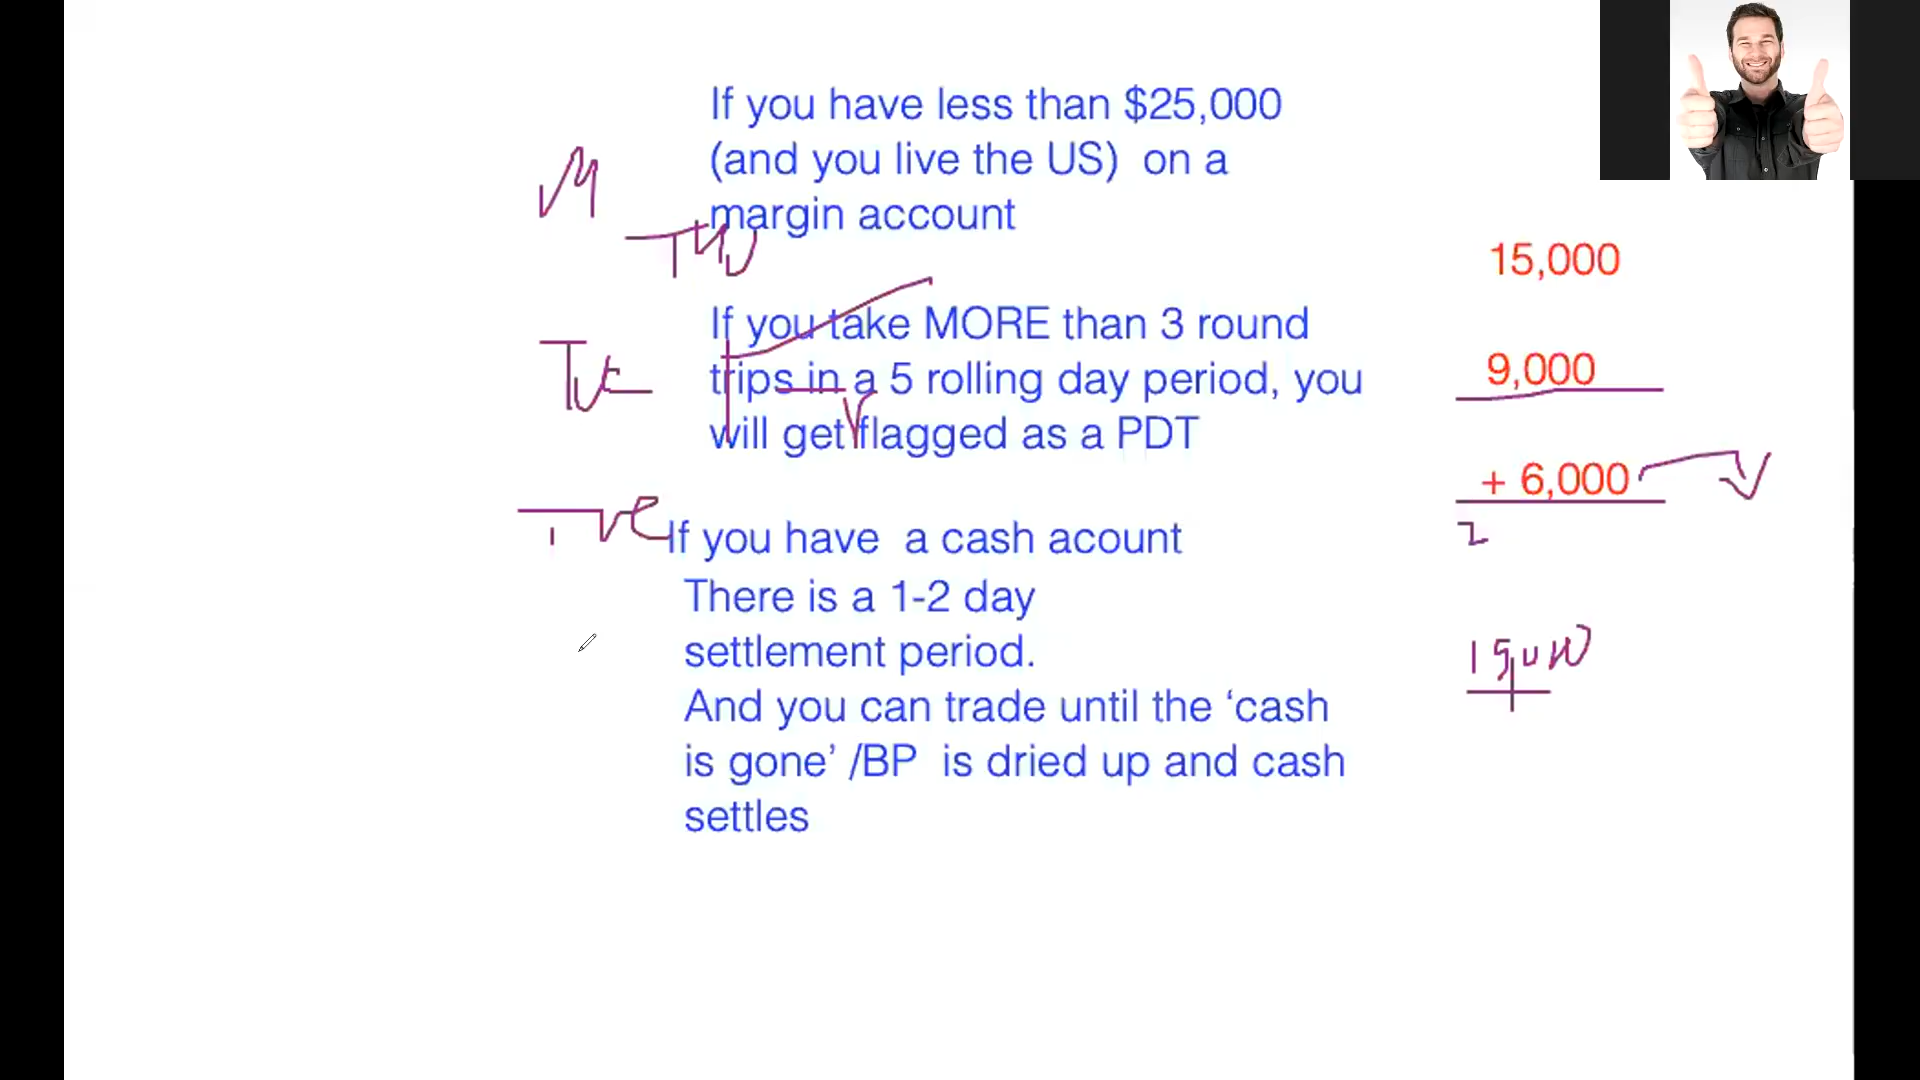 If you have less than $25,000
(and you live the US) on a
margin account
If you take MORE than 3 round
trips in a 5 rolling day period, you
will get flagged as a PDT
If you have a cash acount
There is a 1-2 day
settlement period.
And you can trade until the ‘cash
is gone’ /BP is dried up and cash
settles
15,000
9,000
+ 6,000
M